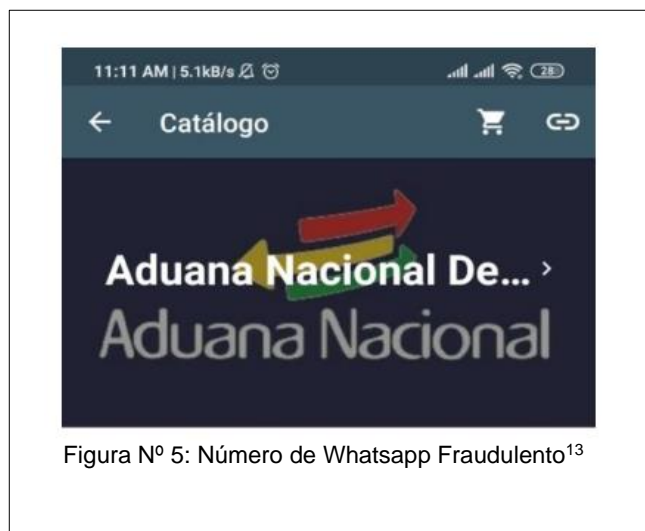 11:11 AM | 5.1kB/s
28
Catálogo
Aduana Nacional De...
Aduana Nacional
Figura Nº 5: Número de Whatsapp Fraudulento13